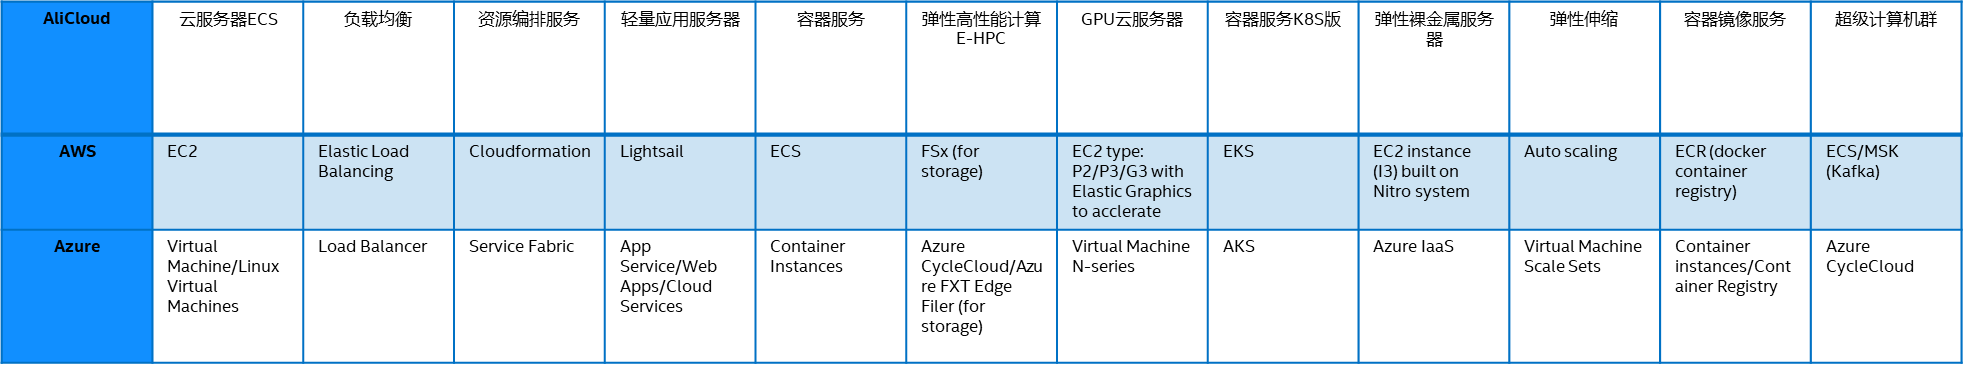 AliCloud
云服务器ECS
负载均衡
资源编排服务
轻量应用服务器
容器服务
弹性高性能计算
E-HPC
GPU云服务器
容器服务K8S版
弹性裸金属服务
器
弹性伸缩
容器镜像服务
超级计算机群
AWS
EC2
Elastic Load
Balancing
Cloudformation
Lightsail
ECS
FSx (for
storage)
EC2 type:
P2/P3/G3 with
Elastic Graphics
to acclerate
EKS
EC2 instance
(I3) built on
Nitro system
Auto scaling
ECR (docker
container
registry)
ECS/MSK
(Kafka)
Azure
Virtual
Machine/Linux
Virtual
Machines
Load Balancer
Service Fabric
App
Service/Web
Apps/Cloud
Services
Container
Instances
Azure
CycleCloud/Azu
re FXT Edge
Filer (for
storage)
Virtual Machine
N-series
AKS
Azure IaaS
Virtual Machine
Scale Sets
Container
instances/Cont
ainer Registry
Azure
CycleCloud